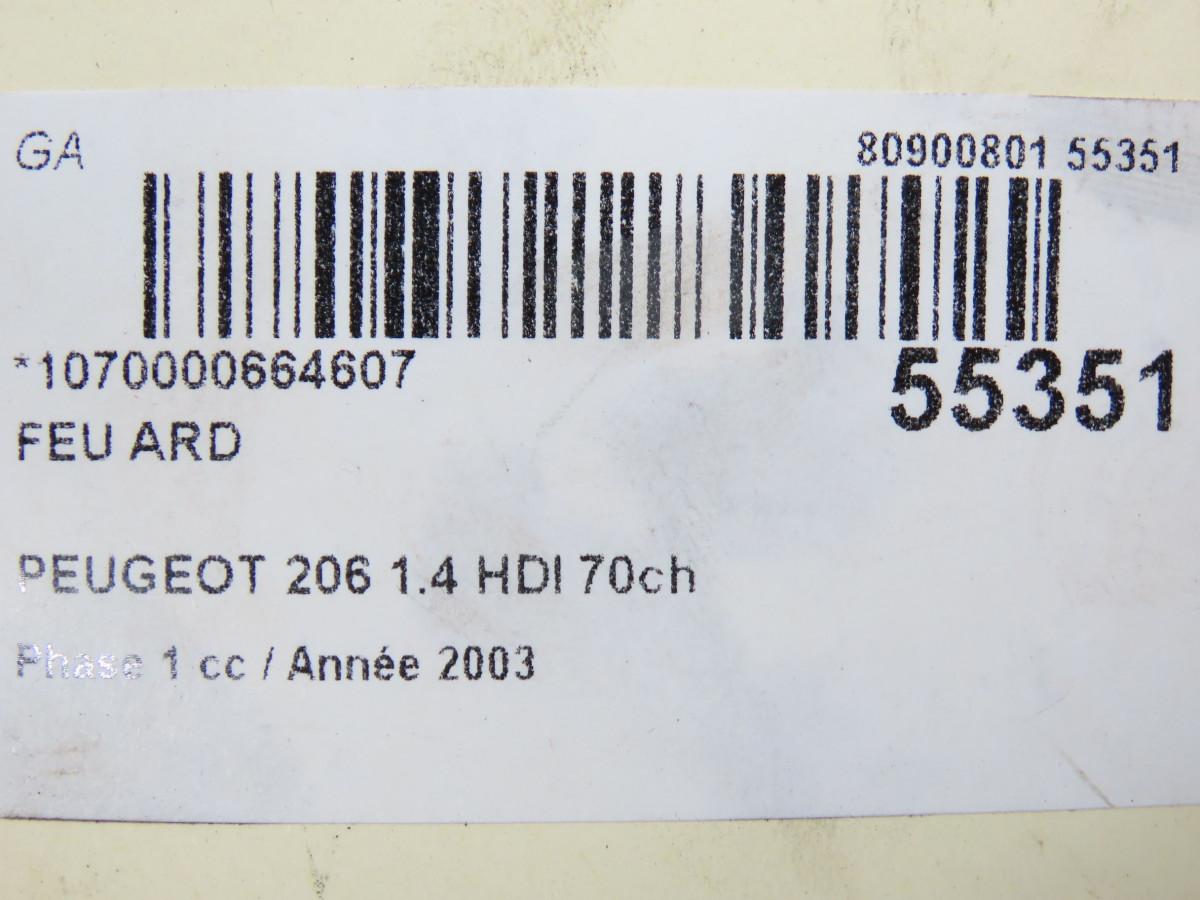 GA
80900801 55351
*1070000664607
55351
FEU ARD
PEUGEOT 206 1.4 HDI 70ch
Phase 1 cc / Année 2003